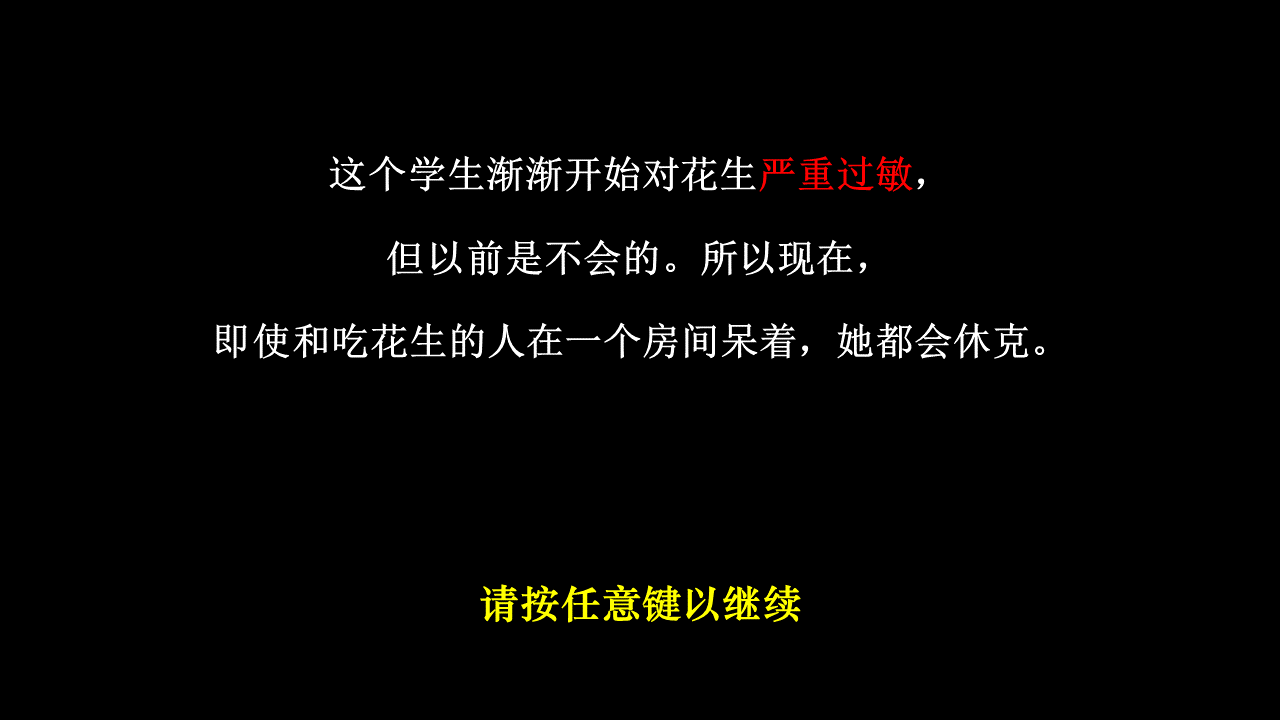 这个学生渐渐开始对花生严重过敏，
但以前是不会的。所以现在，
即使和吃花生的人在一个房间呆着，她都会休克。
请按任意键以继续